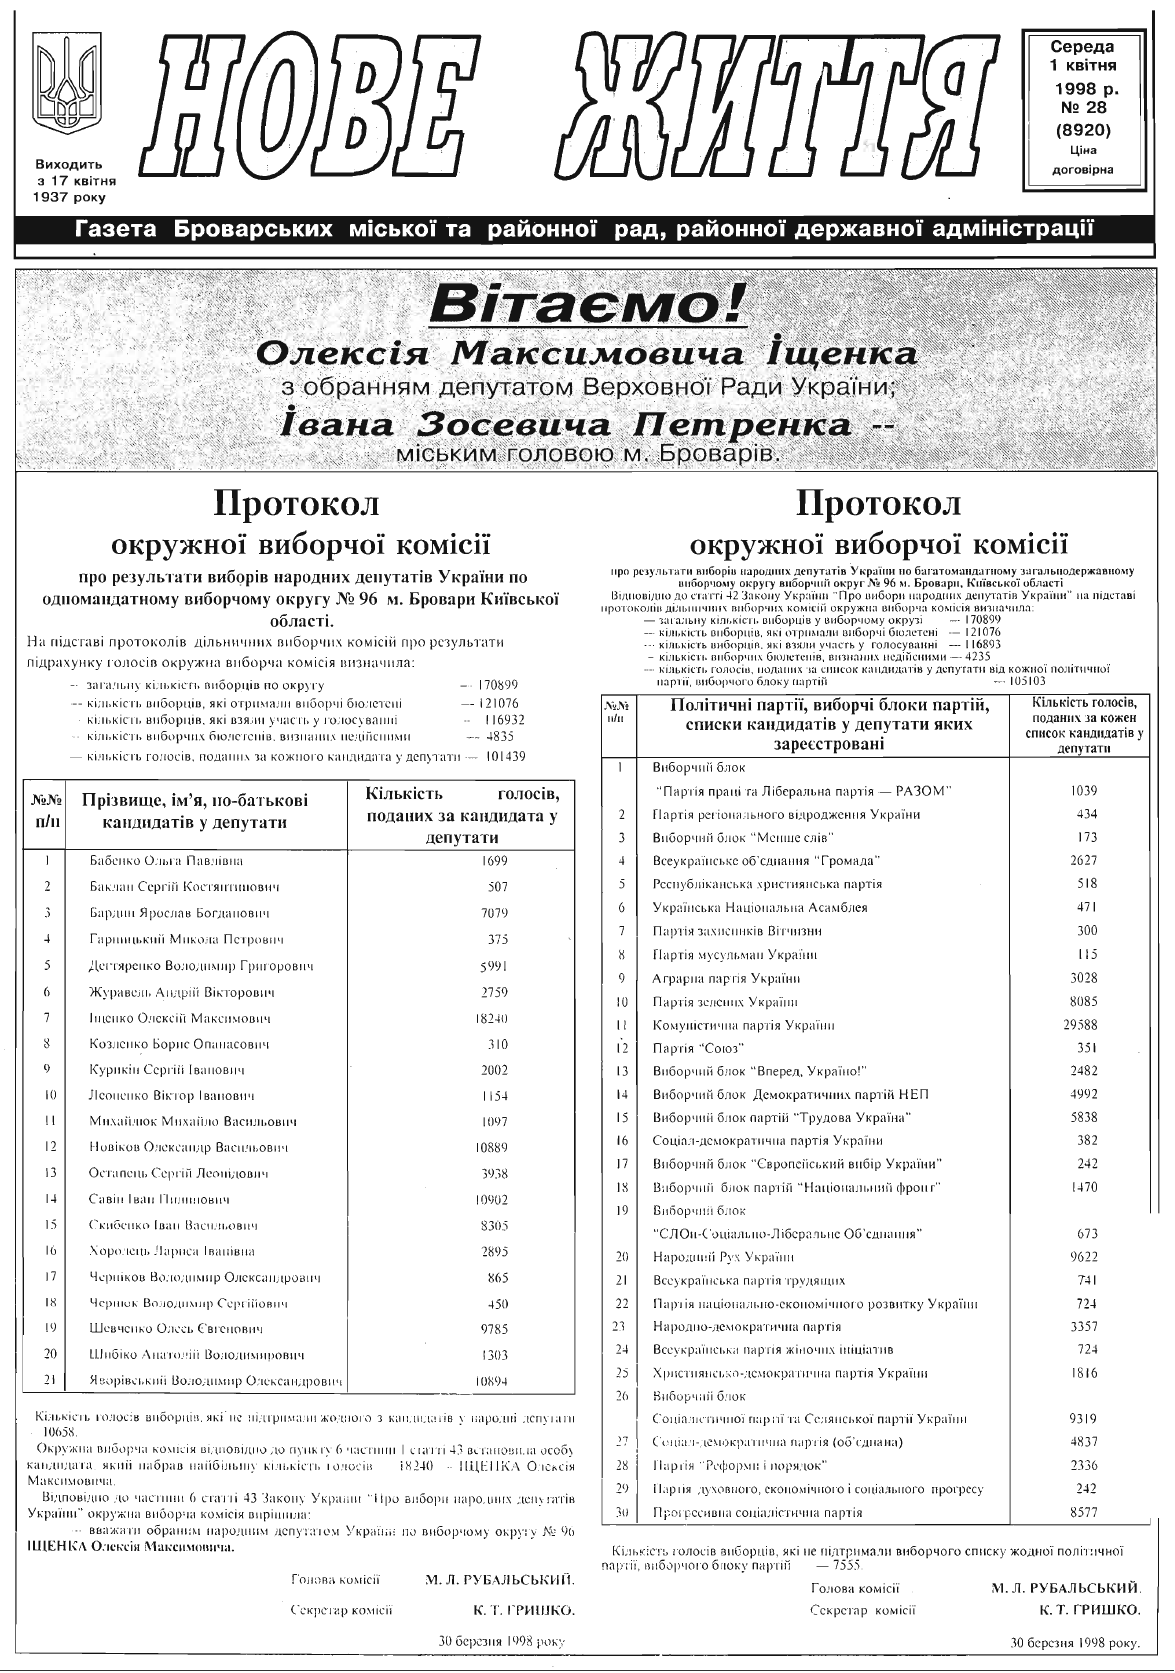 НОВЕ ЖИТТЯ
Виходить
з 17 квітня
1937 року
Середа
1 квітня
1998 р.
№ 28
(8920)
Ціна
договірна
Газета Броварських міської та районної рад, районної державної адміністрації
Вітаємо!
Олексія Максимовича Іщенка
з обранням депутатом Верховної Ради України;
Івана Зосевича Петренка --
міським головою м. Броварів.
Протокол
окружної виборчої комісії
про результати виборів народних депутатів України по
одномандатному виборчому округу № 96 м. Бровари Київської
області.
На підставі протоколів дільничних виборчих комісій про результати
підрахунку голосів окружна виборча комісія визначила:
— загальну кількість виборців по округу — 170899
— кількість виборців, які отримали виборчі бюлетені — 121076
кількість виборців, які взяли участь у голосуванні – 116932
– кількість виборчих бюлетенів, визнаних недійсними — 4835
— кількість голосів, поданих за кожного кандидата у депутати — 101439
№№ п/п Прізвище, ім’я, по-батькові кандидатів у депутати Кількість голосів, поданих за кандидата у депутати
1 Бабенко Ольга Павлівна 1699
2 Баклан Сергій Костянтинович 507
3 Бардин Ярослав Богданович 7079
4 Гарницький Микола Петрович 375
5 Дегтяренко Володимир Григорович 5991
6 Журавель Андрій Вікторович 2759
7 Іщенко Олексій Максимович 18240
8 Козленко Борис Опанасович 310
9 Курикін Сергій Іванович 2002
10 Леоненко Віктор Іванович 1154
11 Михайлюк Михайло Васильович 1097
12 Новіков Олександр Васильович 10889
13 Остапець Сергій Леонідович 3938
14 Савін Іван Пилипович 10902
15 Скибенко Іван Васильович 8305
16 Хоролець Лариса Іванівна 2895
17 Черніков Володимир Олександрович 865
18 Чернюк Володимир Сергійович 450
19 Шевченко Олесь Євгенович 9785
20 Шибіко Анатолій Володимирович 1303
21 Яворівський Володимир Олександрович 10894
Кількість голосів виборців, які не підтримали жодного з кандидатів у народні депутати
10658.
Окружна виборча комісія відповідно до пункту 6 частини 1 статті 43 встановила особу
кандидата який набрав найбільшу кількість голосів 18240 - ІЩЕНКА Олексія
Максимовича.
Відповідно до частини 6 статті 43 Закону України “Про вибори народних депутатів
України” окружна виборча комісія вирішила:
– вважати обраним народним депутатом України по виборчому округу № 96
ІЩЕНКА Олексія Максимовича.
Голова комісії М. Л. РУБАЛЬСЬКИЙ.
Секретар комісії К. Т. ГРИШКО.
30 березня 1998 року
Протокол
окружної виборчої комісії
про результати виборів народних депутатів України по багатомандатному загальнодержавному
виборчому округу виборчий округ № 96 м. Бровари, Київської області
Відповідно до статті 42 Закону України “Про вибори народних депутатів України” на підставі
протоколів дільничних виборчих комісій окружна виборча комісія визначила:
— загальну кількість виборців у виборчому окрузі — 170899
— кількість виборців, які отримали виборчі бюлетені — 121076
— кількість виборців, які взяли участь у голосуванні — 116893
– кількість виборчих бюлетенів, визнаних недійсними — 4235
— кількість голосів, поданих за список кандидатів у депутати від кожної політичної
партії, виборчого блоку партій — 105103
№№ п/п Політичні партії, виборчі блоки партій, списки кандидатів у депутати яких зареєстровані Кількість голосів, поданих за кожен список кандидатів у депутати
1 Виборчий блок
“Партія праці та Ліберальна партія — РАЗОМ” 1039
2 Партія регіонального відродження України 434
3 Виборчий блок “Менше слів” 173
4 Всеукраїнське об’єднання “Громада” 2627
5 Республіканська християнська партія 518
6 Українська Національна Асамблея 471
7 Партія захисників Вітчизни 300
8 Партія мусульман України 115
9 Аграрна партія України 3028
10 Партія зелених України 8085
11 Комуністична партія України 29588
12 Партія “Союз” 351
13 Виборчий блок “Вперед, Україно!” 2482
14 Виборчий блок Демократичних партій НЕП 4992
15 Виборчий блок партій “Трудова Україна” 5838
16 Соціал-демократична партія України 382
17 Виборчий блок “Європейський вибір України” 242
18 Виборчий блок партій “Національний фронт” 1470
19 Виборчий блок
“СЛОн-Соціально-Ліберальне Об’єднання” 673
20 Народний Рух України 9622
21 Всеукраїнська партія трудящих 741
22 Партія національно-економічного розвитку України 724
23 Народно-демократична партія 3357
24 Всеукраїнська партія жіночих ініціатив 724
25 Християнсько-демократична партія України 1816
26 Виборчий блок
Соціалістичної партії та Селянської партії України 9319
27 Соціал-демократична партія (об’єднана) 4837
28 Партія “Реформи і порядок” 2336
29 Партія духовного, економічного і соціального прогресу 242
30 Прогресивна соціалістична партія 8577
Кількість голосів виборців, які не підтримали виборчого списку жодної політичної
партії, виборчого блоку партій — 7555.
Голова комісії М. Л. РУБАЛЬСЬКИЙ.
Секретар комісії К. Т. ГРИШКО.
30 березня 1998 року.